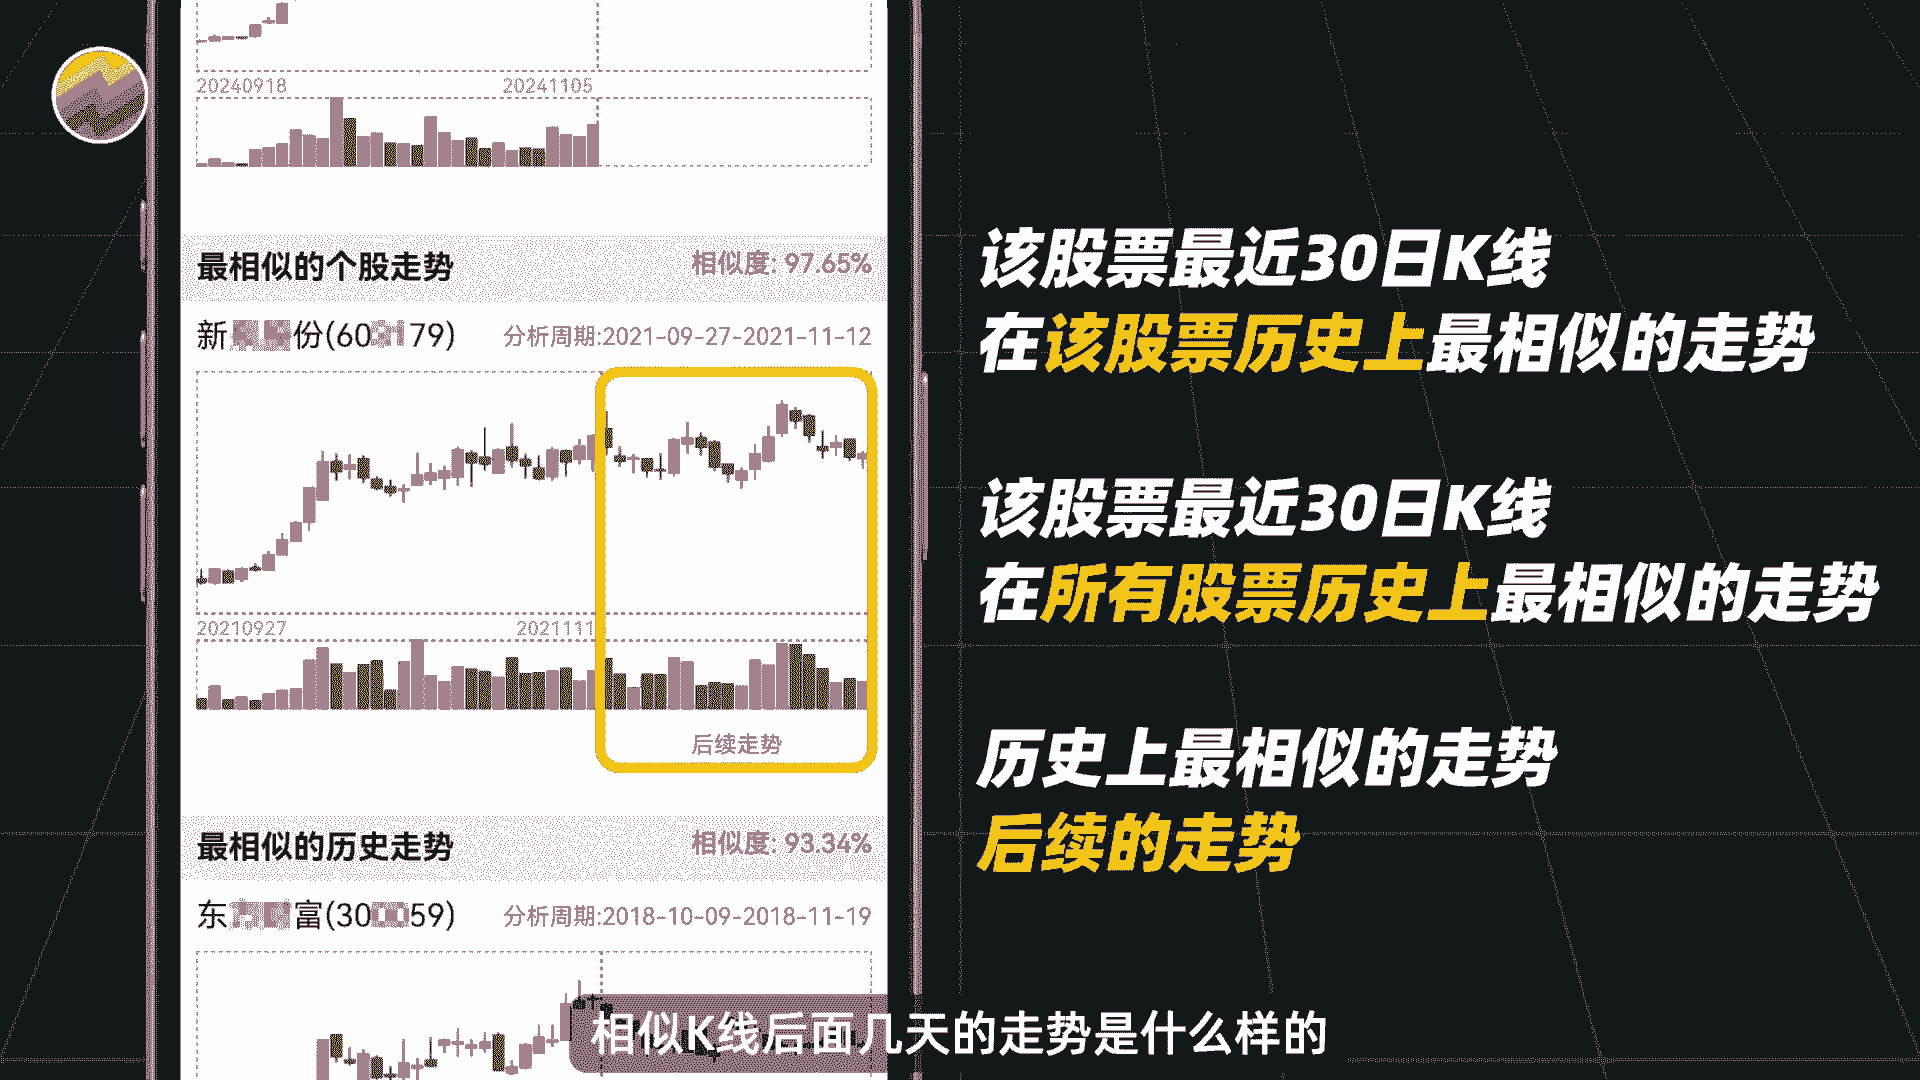 20240918 20241105
最相似的个股走势 相似度: 97.65%
新 份(60 79) 分析周期:2021-09-27-2021-11-12
20210927 2021111
后续走势
最相似的历史走势 相似度: 93.34%
东 富(30 59) 分析周期:2018-10-09-2018-11-19
该股票最近30日K线
在该股票历史上最相似的走势
该股票最近30日K线
在所有股票历史上最相似的走势
历史上最相似的走势
后续的走势
相似K线后面几天的走势是什么样的